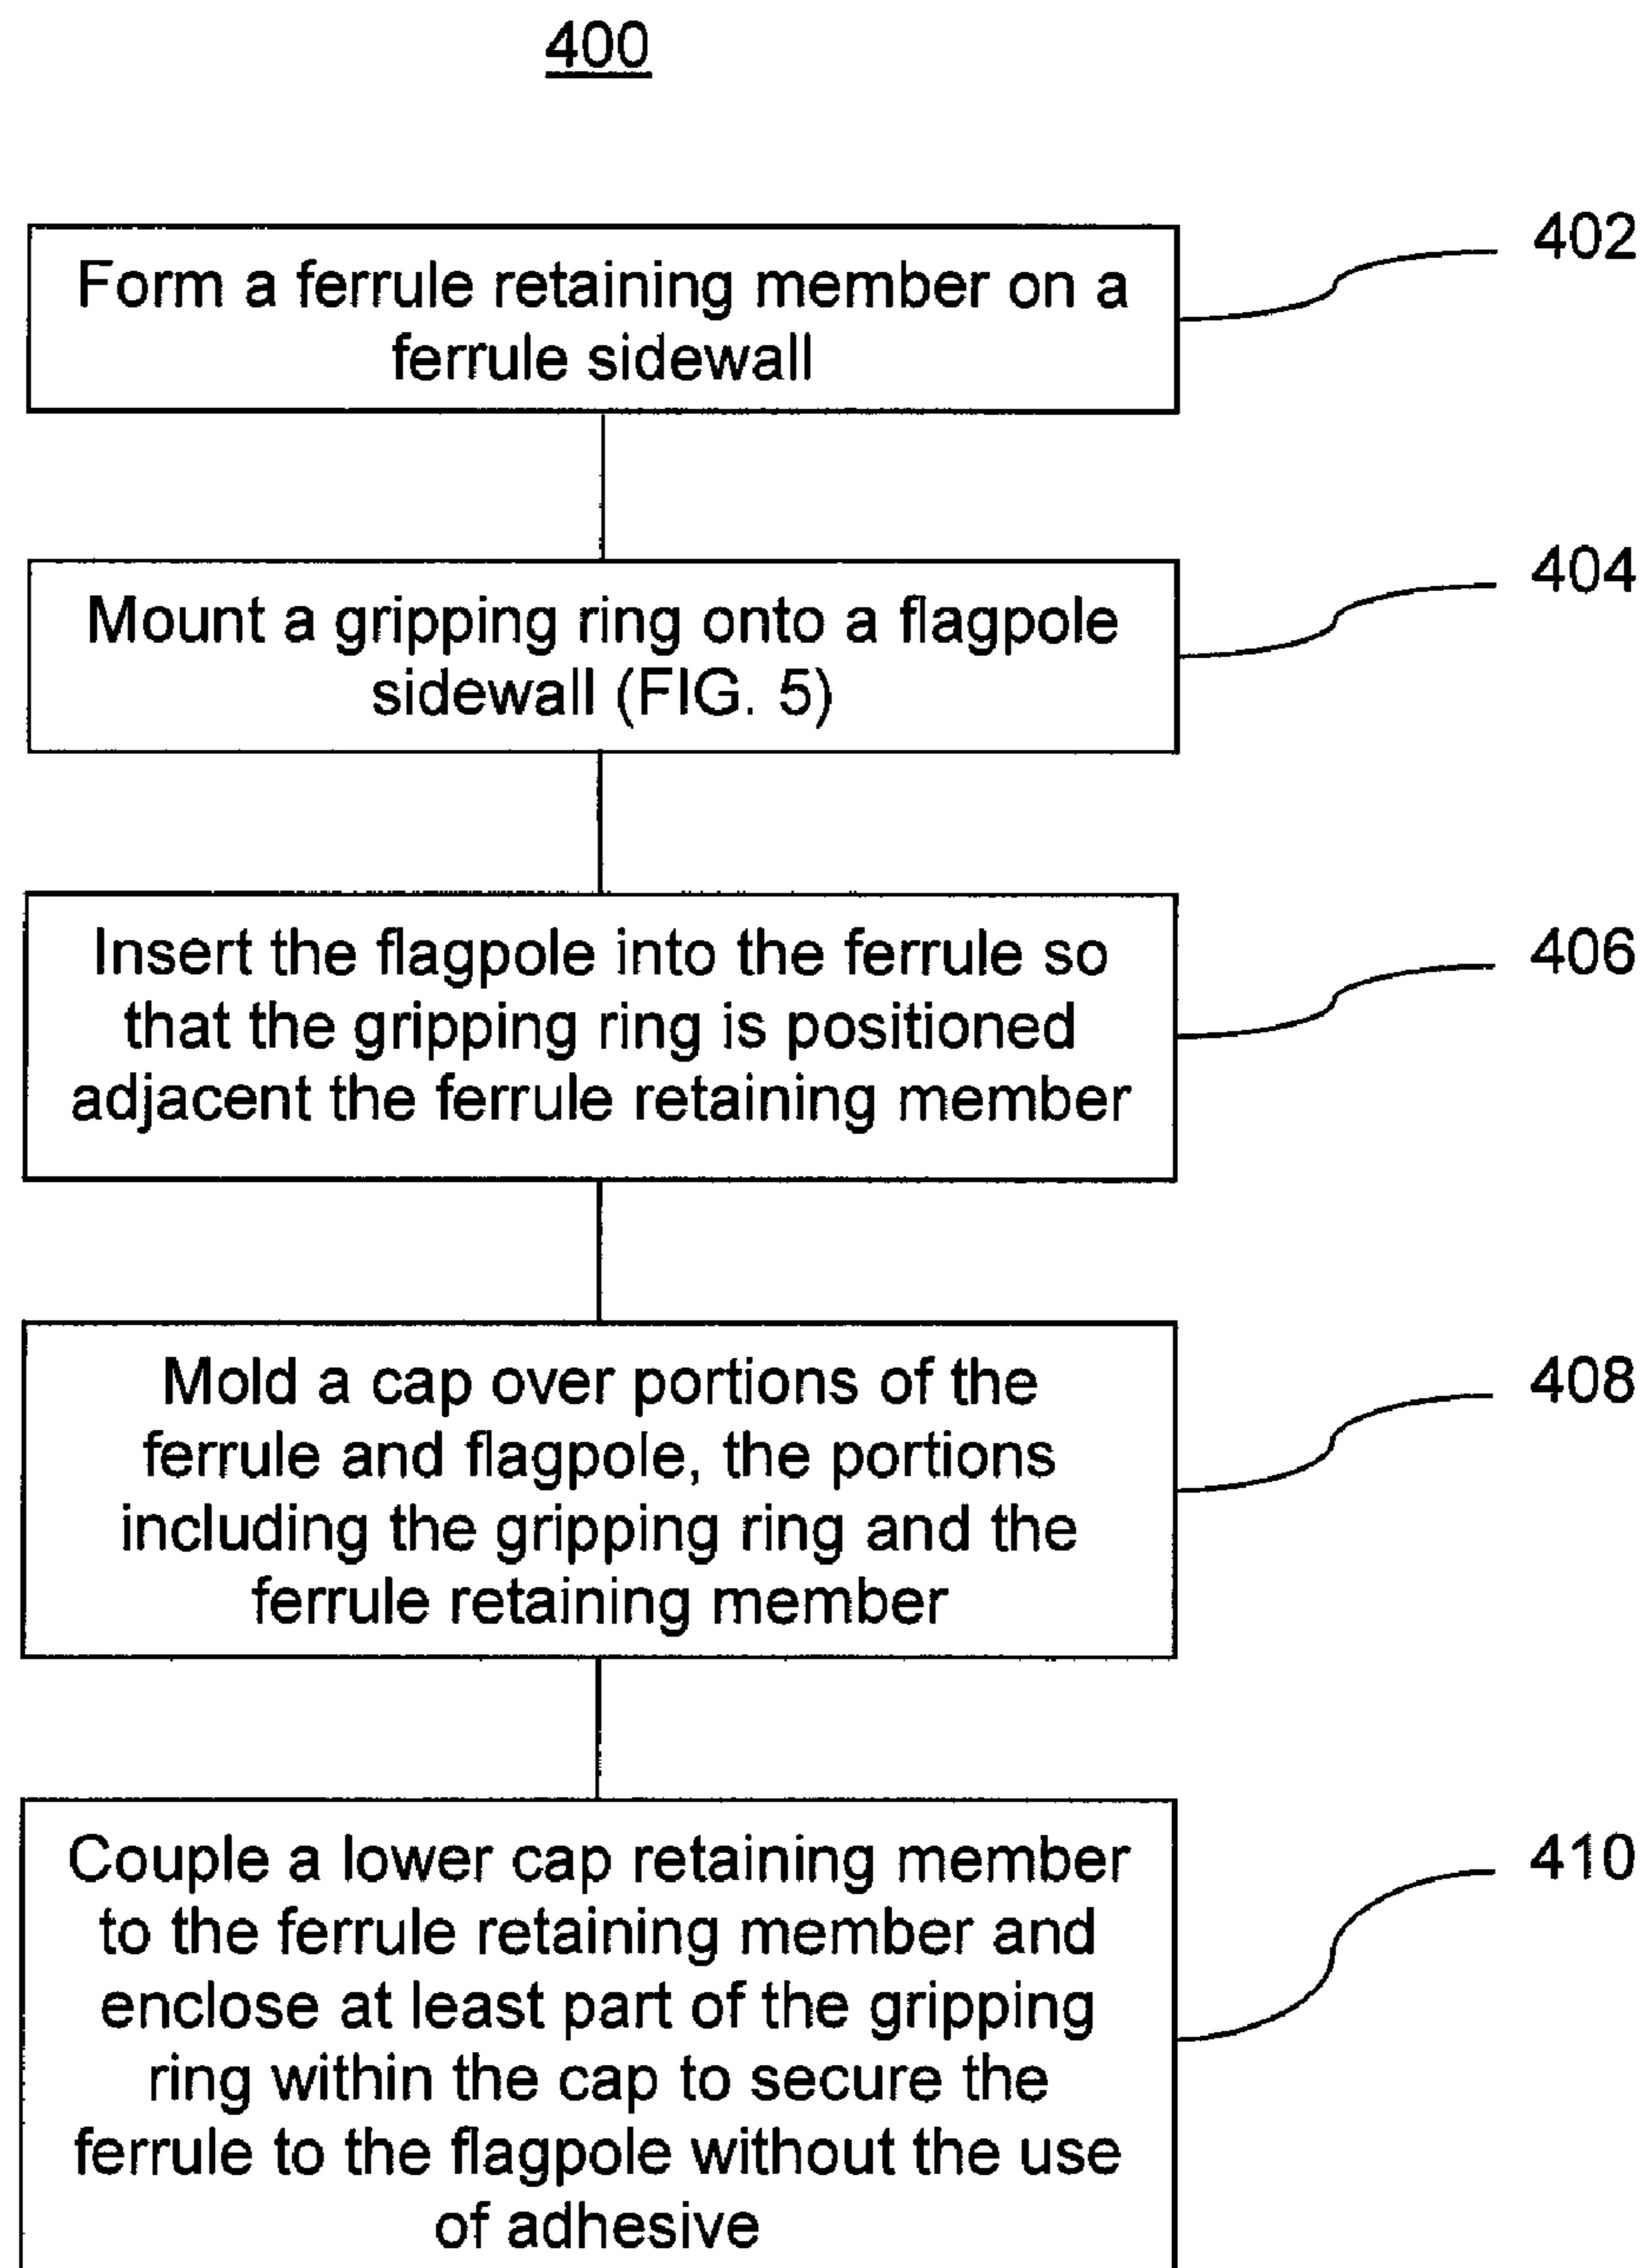 400
Form a ferrule retaining member on a
ferrule sidewall
402
Mount a gripping ring onto a flagpole
sidewall (FIG. 5)
404
Insert the flagpole into the ferrule so
that the gripping ring is positioned
adjacent the ferrule retaining member
406
Mold a cap over portions of the
ferrule and flagpole, the portions
including the gripping ring and the
ferrule retaining member
408
Couple a lower cap retaining member
to the ferrule retaining member and
enclose at least part of the gripping
ring within the cap to secure the
ferrule to the flagpole without the use
of adhesive
410